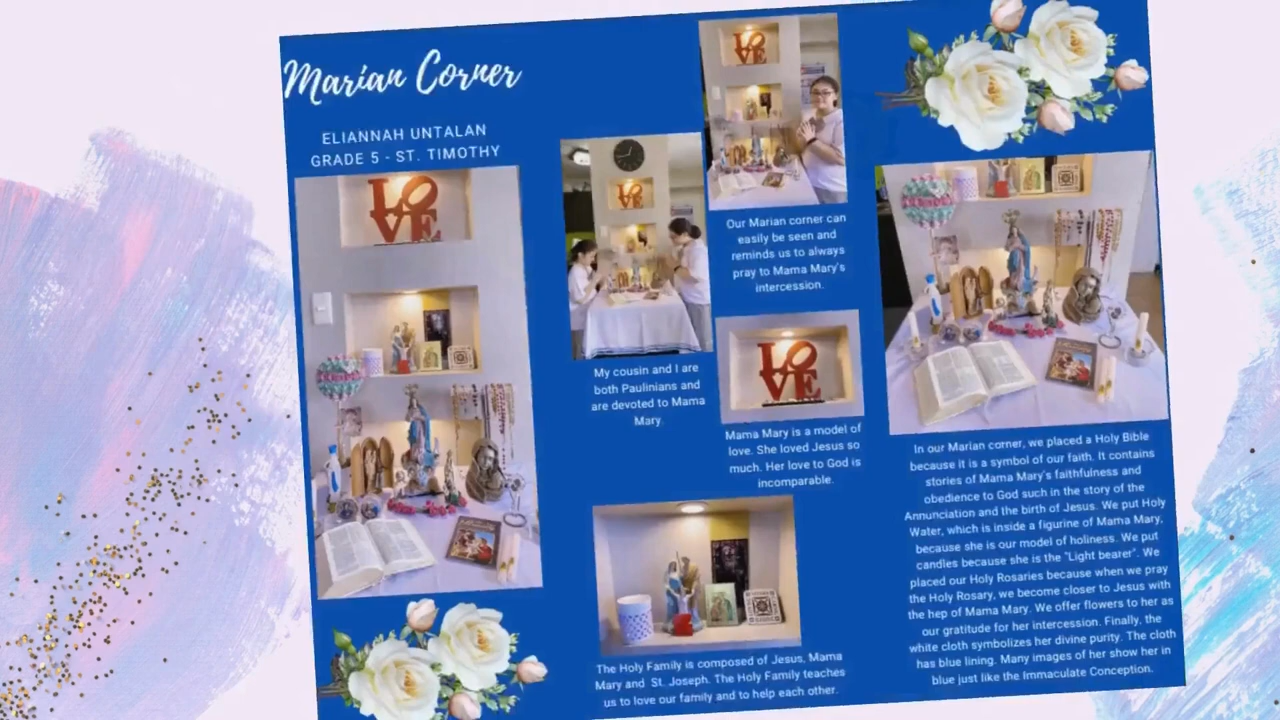 Marian Corner
ELIANNAH UNTALAN
GRADE 5 - ST. TIMOTHY
LO
VE
My cousin and I are
both Paulinians and
are devoted to Mama
Mary.
LO
VE
Our Marian corner can
easily be seen and
reminds us to always
pray to Mama Mary's
intercession.
LO
VE
Mama Mary is a model of
love. She loved Jesus so
much. Her love to God is
incomparable.
The Holy Family is composed of Jesus, Mama
Mary and St. Joseph. The Holy Family teaches
us to love our family and to help each other.
In our Marian corner, we placed a Holy Bible
because it is a symbol of our faith. It contains
stories of Mama Mary's faithfulness and
obedience to God such in the story of the
Annunciation and the birth of Jesus. We put Holy
Water, which is inside a figurine of Mama Mary,
because she is our model of holiness. We put
candles because she is the "Light bearer". We
placed our Holy Rosaries because when we pray
the Holy Rosary, we become closer to Jesus with
the hep of Mama Mary. We offer flowers to her as
our gratitude for her intercession. Finally, the
white cloth symbolizes her divine purity. The cloth
has blue lining. Many images of her show her in
blue just like the Immaculate Conception.